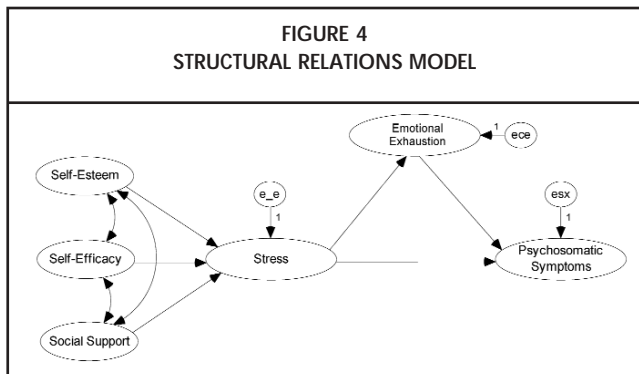 FIGURE 4
STRUCTURAL RELATIONS MODEL
Emotional
Exhaustion
1
ece
Self-Esteem
e_e
1
esx
1
Self-Efficacy
Stress
Psychosomatic
Symptoms
Social Support